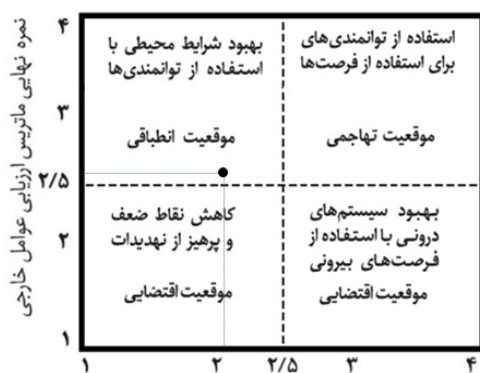 نمره نهایی ماتریس ارزیابی عوامل خارجی
۴
۳
۲/۵
۲
۱
استفاده از توانمندی‌های
برای استفاده از فرصت‌ها
موقعیت تهاجمی
بهبود شرایط محیطی با
استفاده از توانمندی‌ها
موقعیت انطباقی
بهبود سیستم‌های
درونی با استفاده از
فرصت‌های بیرونی
موقعیت اقتضایی
کاهش نقاط ضعف
و پرهیز از تهدیدات
موقعیت اقتضایی
۱
۲
۲/۵
۳
۴